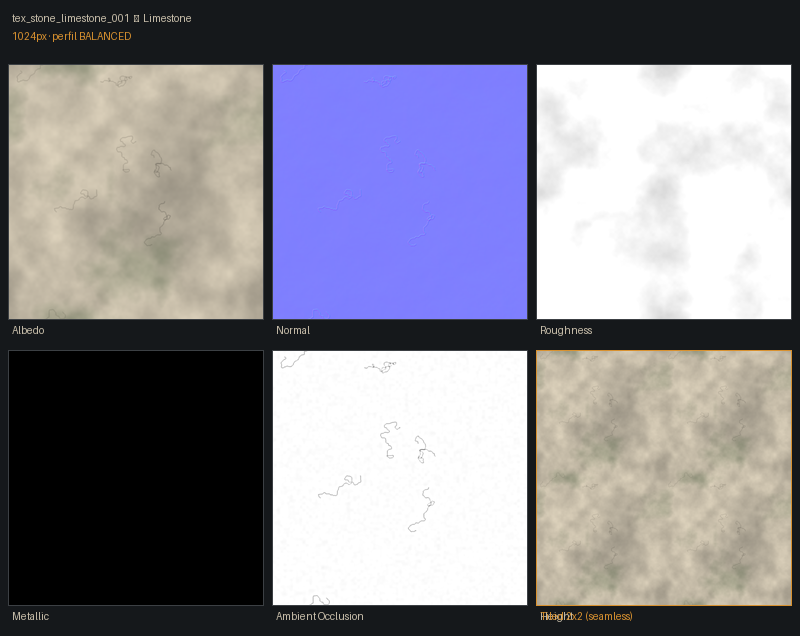 tex_stone_limestone_001 ▯ Limestone
1024px · perfil BALANCED
Albedo
Normal
Roughness
Metallic
Ambient Occlusion
(seamless)